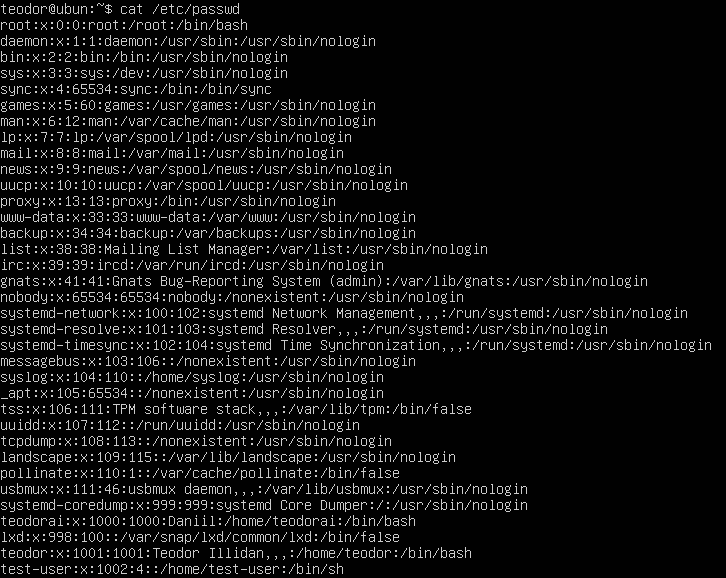 teodor@ubun:~$ cat /etc/passwd
root:x:0:0:root:/root:/bin/bash
daemon:x:1:1:daemon:/usr/sbin:/usr/sbin/nologin
bin:x:2:2:bin:/bin:/usr/sbin/nologin
sys:x:3:3:sys:/dev:/usr/sbin/nologin
sync:x:4:65534:sync:/bin:/bin/sync
games:x:5:60:games:/usr/games:/usr/sbin/nologin
man:x:6:12:man:/var/cache/man:/usr/sbin/nologin
lp:x:7:7:lp:/var/spool/lpd:/usr/sbin/nologin
mail:x:8:8:mail:/var/mail:/usr/sbin/nologin
news:x:9:9:news:/var/spool/news:/usr/sbin/nologin
uucp:x:10:10:uucp:/var/spool/uucp:/usr/sbin/nologin
proxy:x:13:13:proxy:/bin:/usr/sbin/nologin
www-data:x:33:33:www-data:/var/www:/usr/sbin/nologin
backup:x:34:34:backup:/var/backups:/usr/sbin/nologin
list:x:38:38:Mailing List Manager:/var/list:/usr/sbin/nologin
irc:x:39:39:ircd:/var/run/ircd:/usr/sbin/nologin
gnats:x:41:41:Gnats Bug-Reporting System (admin):/var/lib/gnats:/usr/sbin/nologin
nobody:x:65534:65534:nobody:/nonexistent:/usr/sbin/nologin
systemd-network:x:100:102:systemd Network Management,,,:/run/systemd:/usr/sbin/nologin
systemd-resolve:x:101:103:systemd Resolver,,,:/run/systemd:/usr/sbin/nologin
systemd-timesync:x:102:104:systemd Time Synchronization,,,:/run/systemd:/usr/sbin/nologin
messagebus:x:103:106::/nonexistent:/usr/sbin/nologin
syslog:x:104:110::/home/syslog:/usr/sbin/nologin
_apt:x:105:65534::/nonexistent:/usr/sbin/nologin
tss:x:106:111:TPM software stack,,,:/var/lib/tpm:/bin/false
uuidd:x:107:112::/run/uuidd:/usr/sbin/nologin
tcpdump:x:108:113::/nonexistent:/usr/sbin/nologin
landscape:x:109:115::/var/lib/landscape:/usr/sbin/nologin
pollinate:x:110:1::/var/cache/pollinate:/bin/false
usbmux:x:111:46:usbmux daemon,,,:/var/lib/usbmux:/usr/sbin/nologin
systemd-coredump:x:999:999:systemd Core Dumper:/:/usr/sbin/nologin
teodorai:x:1000:1000:Daniil:/home/teodorai:/bin/bash
lxd:x:998:100::/var/snap/lxd/common/lxd:/bin/false
teodor:x:1001:1001:Teodor Illidan,,,:/home/teodor:/bin/bash
test-user:x:1002:4::/home/test-user:/bin/sh